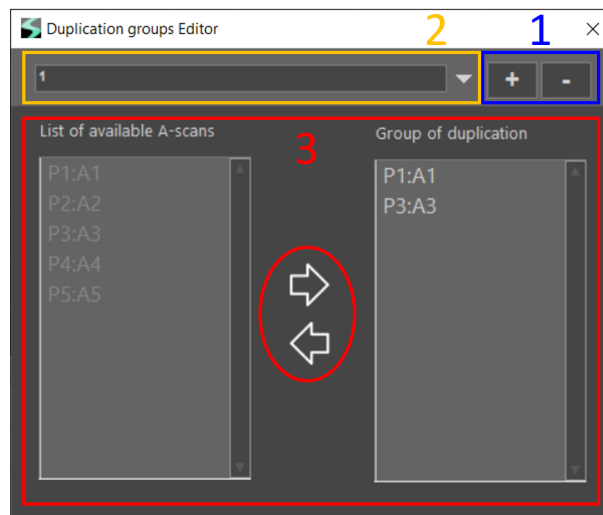 Duplication groups Editor
2
1
1
+
-
List of available A-scans
3
Group of duplication
P1:A1
P2:A2
P3:A3
P4:A4
P5:A5
P1:A1
P3:A3